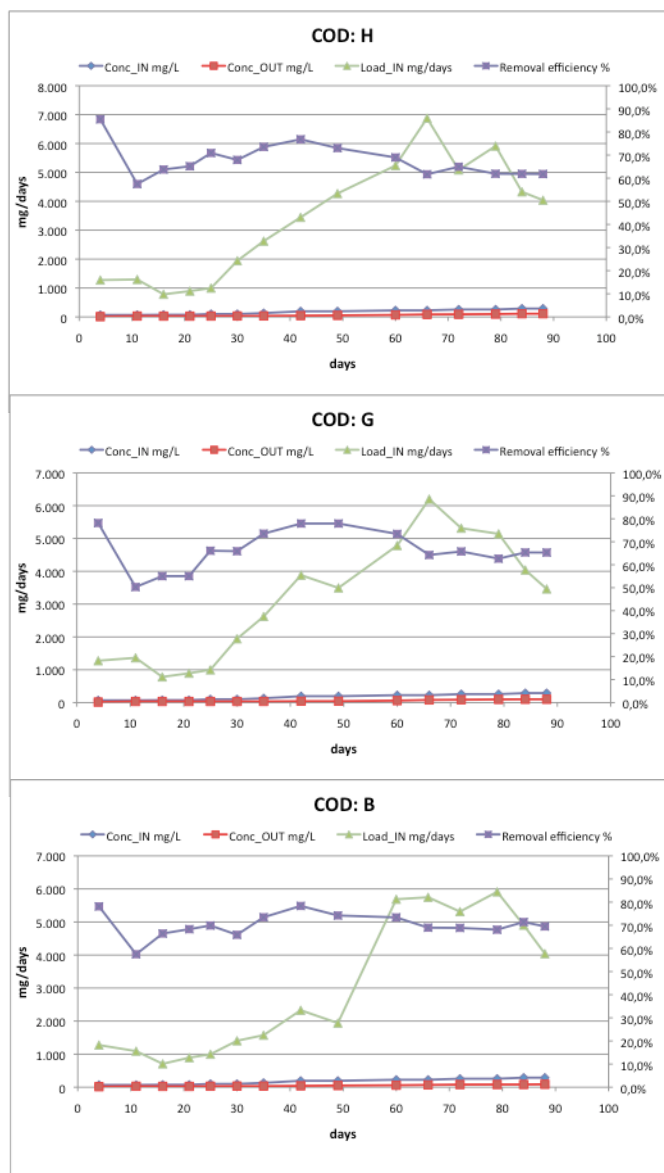 COD: H
Conc_IN mg/L Conc_OUT mg/L Load_IN mg/days Removal efficiency %
8.000 100,0%
7.000 90,0%
6.000 80,0%
5.000 70,0%
4.000 60,0%
3.000 50,0%
2.000 40,0%
1.000 30,0%
0 20,0%
10,0%
0,0%
mg/days
0 10 20 30 40 50 60 70 80 90 100
days
COD: G
Conc_IN mg/L Conc_OUT mg/L Load_IN mg/days Removal efficiency %
7.000 100,0%
6.000 90,0%
5.000 80,0%
4.000 70,0%
3.000 60,0%
2.000 50,0%
1.000 40,0%
0 30,0%
20,0%
10,0%
0,0%
mg/days
0 10 20 30 40 50 60 70 80 90 100
days
COD: B
Conc_IN mg/L Conc_OUT mg/L Load_IN mg/days Removal efficiency %
7.000 100,0%
6.000 90,0%
5.000 80,0%
4.000 70,0%
3.000 60,0%
2.000 50,0%
1.000 40,0%
0 30,0%
20,0%
10,0%
0,0%
mg/days
0 10 20 30 40 50 60 70 80 90 100
days